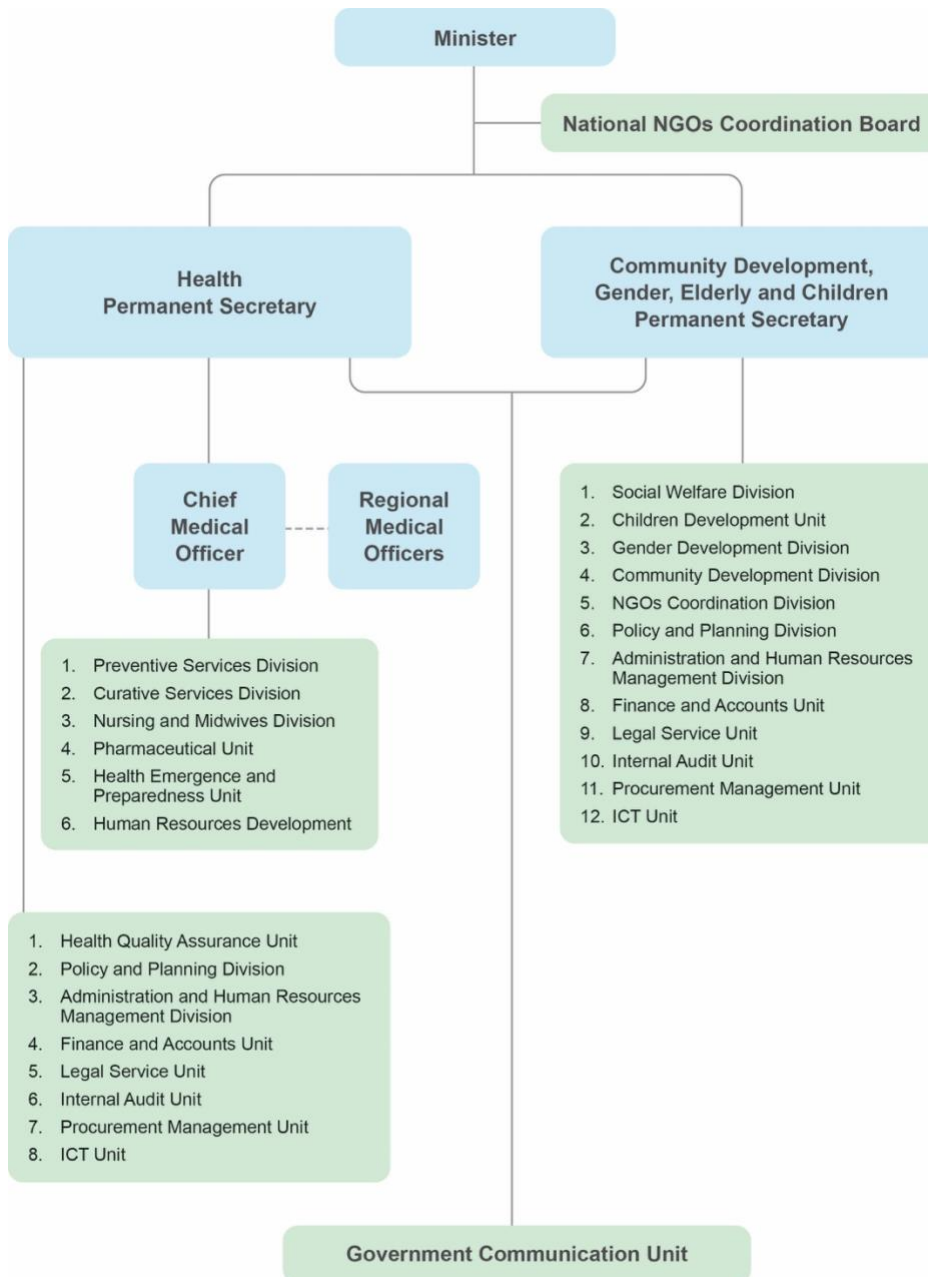 Minister
National NGOs Coordination Board
Health
Permanent Secretary
Community Development,
Gender, Elderly and Children
Permanent Secretary
Chief
Medical
Officer
Regional
Medical
Officers
1. Preventive Services Division
2. Curative Services Division
3. Nursing and Midwives Division
4. Pharmaceutical Unit
5. Health Emergence and
Preparedness Unit
6. Human Resources Development
1. Social Welfare Division
2. Children Development Unit
3. Gender Development Division
4. Community Development Division
5. NGOs Coordination Division
6. Policy and Planning Division
7. Administration and Human Resources
Management Division
8. Finance and Accounts Unit
9. Legal Service Unit
10. Internal Audit Unit
11. Procurement Management Unit
12. ICT Unit
1. Health Quality Assurance Unit
2. Policy and Planning Division
3. Administration and Human Resources
Management Division
4. Finance and Accounts Unit
5. Legal Service Unit
6. Internal Audit Unit
7. Procurement Management Unit
8. ICT Unit
Government Communication Unit